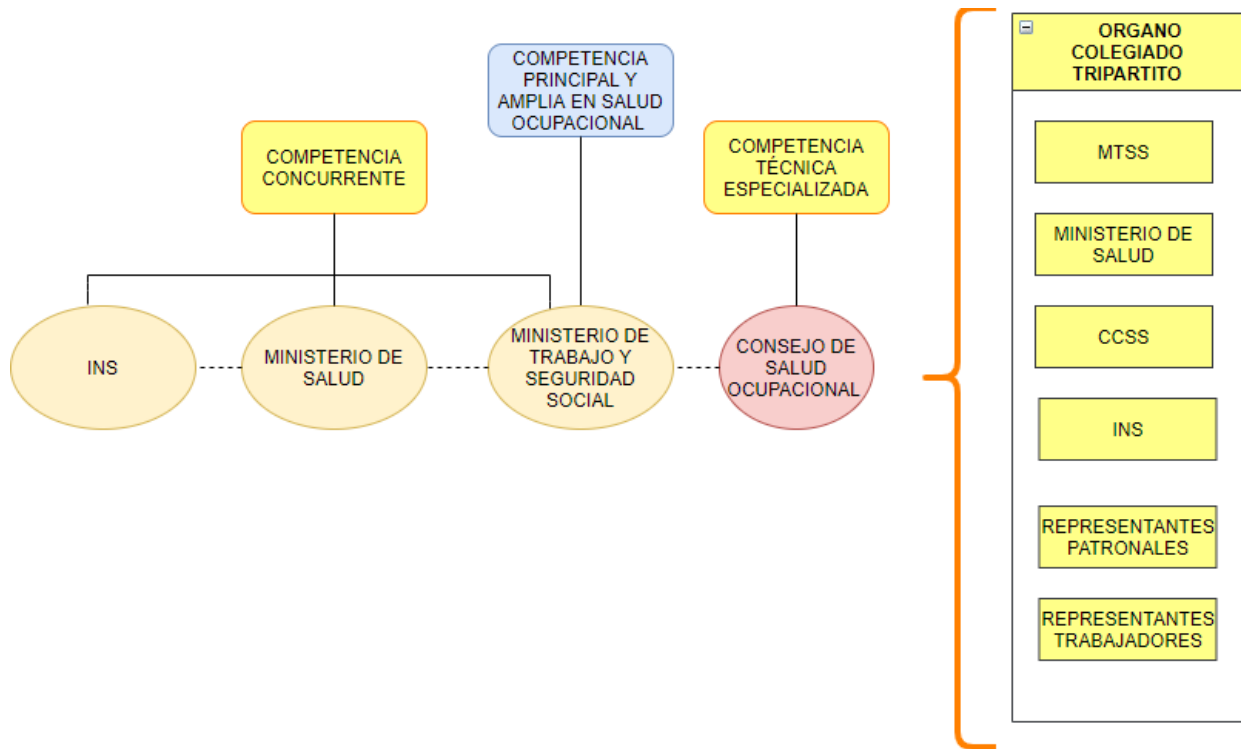 COMPETENCIA
PRINCIPAL Y
AMPLIA EN SALUD
OCUPACIONAL
COMPETENCIA
CONCURRENTE
COMPETENCIA
TÉCNICA
ESPECIALIZADA
INS
MINISTERIO DE
SALUD
MINISTERIO DE
TRABAJO Y
SEGURIDAD
SOCIAL
CONSEJO DE
SALUD
OCUPACIONAL
ORGANO
COLEGIADO
TRIPARTITO
MTSS
MINISTERIO DE
SALUD
CCSS
INS
REPRESENTANTES
PATRONALES
REPRESENTANTES
TRABAJADORES